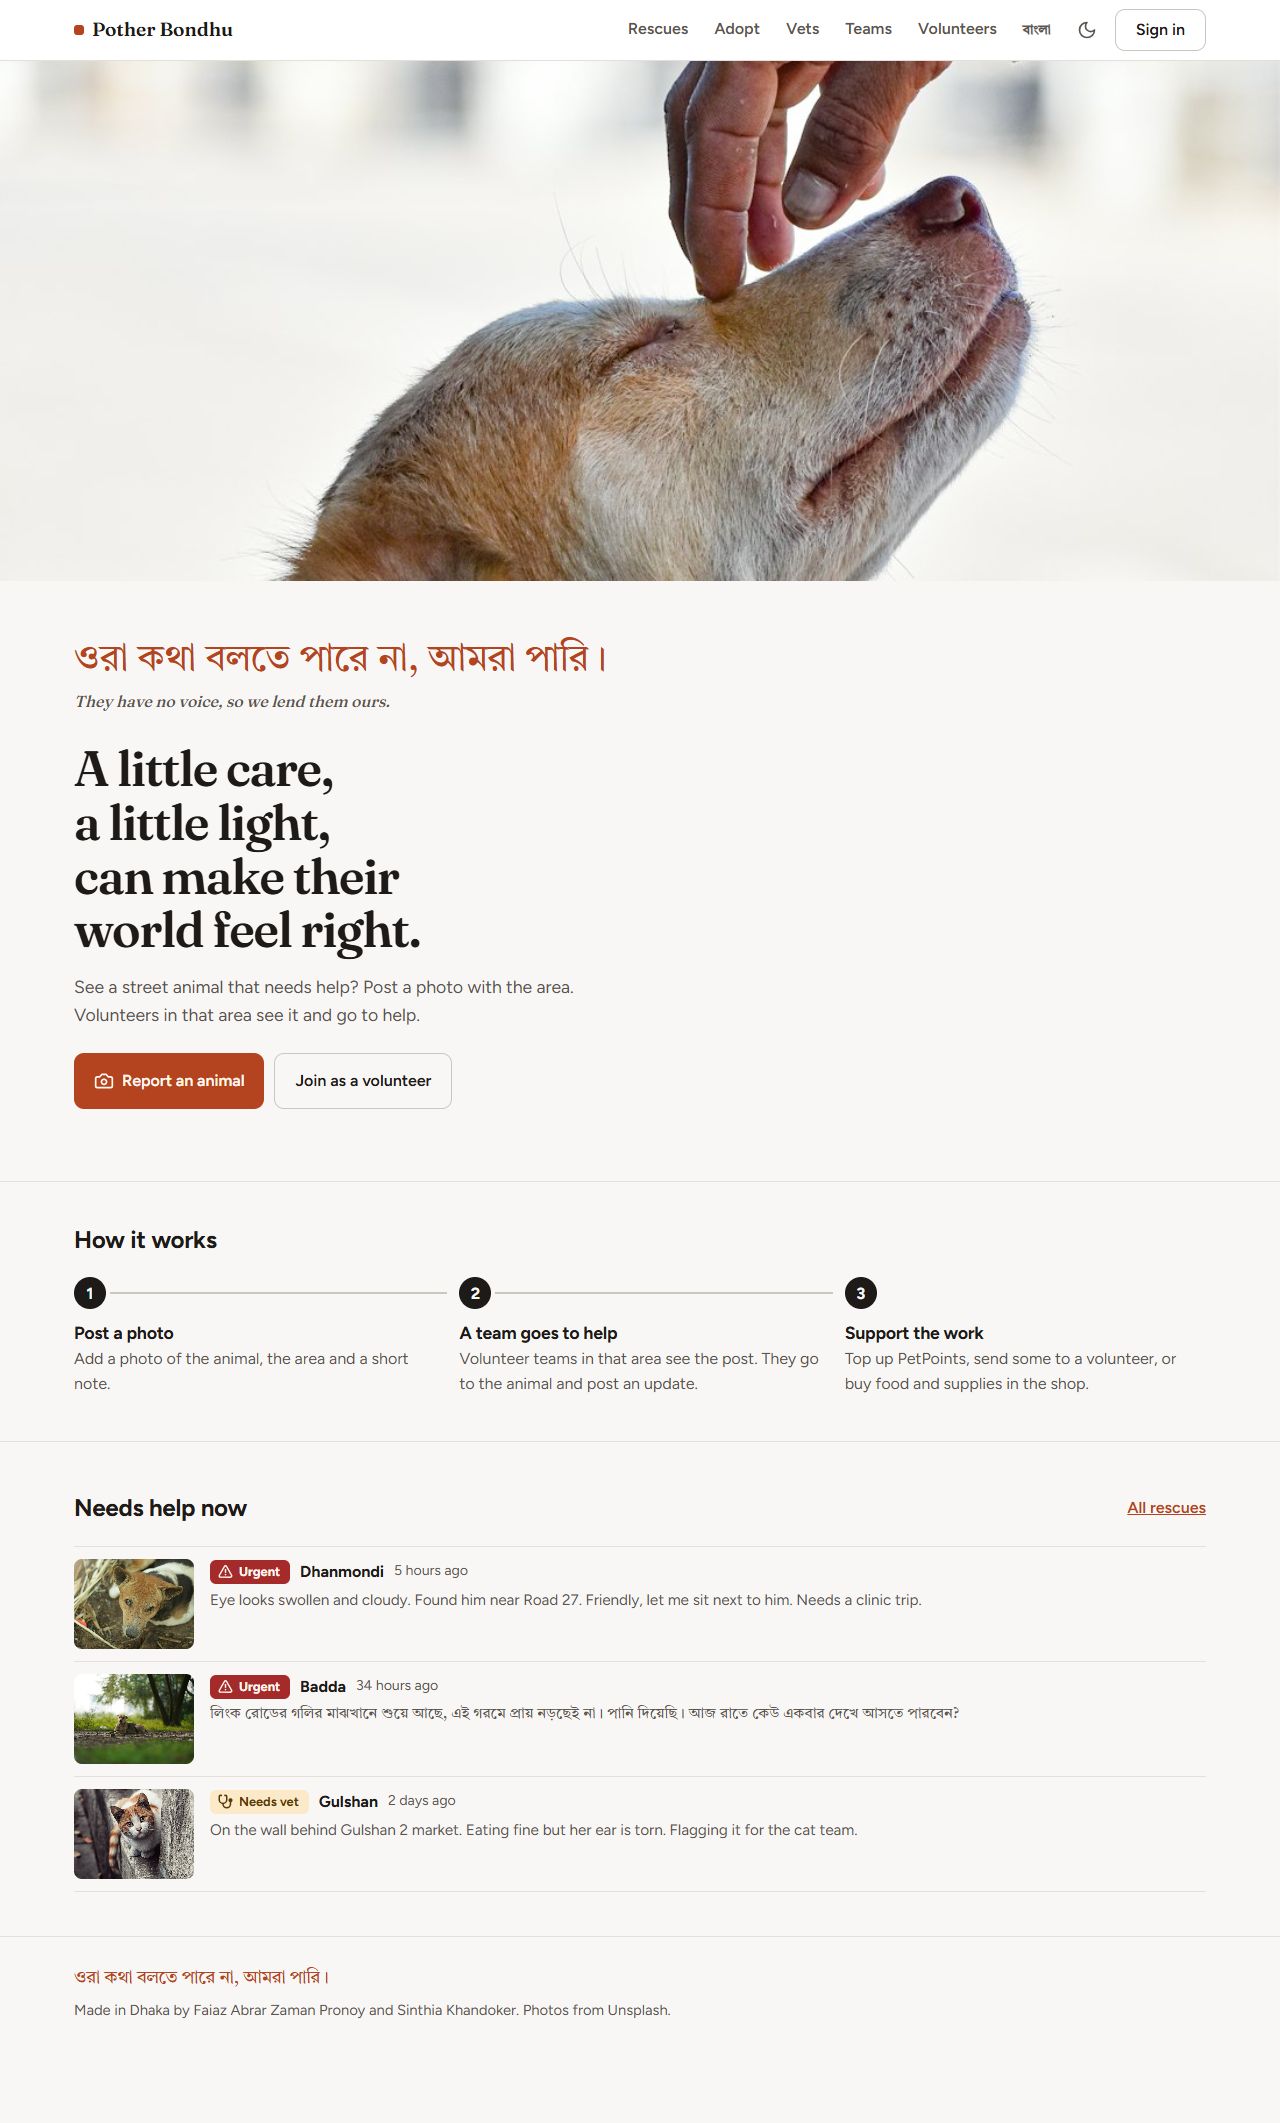 Pother Bondhu
Rescues Adopt Vets Teams Volunteers বাংলা Sign in
ওরা কথা বলতে পারে না, আমরা পারি।
They have no voice, so we lend them ours.
A little care,
a little light,
can make their
world feel right.
See a street animal that needs help? Post a photo with the area.
Volunteers in that area see it and go to help.
Report an animal
Join as a volunteer
How it works
1
Post a photo
Add a photo of the animal, the area and a short
note.
2
A team goes to help
Volunteer teams in that area see the post. They go
to the animal and post an update.
3
Support the work
Top up PetPoints, send some to a volunteer, or
buy food and supplies in the shop.
Needs help now
All rescues
Urgent Dhanmondi 5 hours ago
Eye looks swollen and cloudy. Found him near Road 27. Friendly, let me sit next to him. Needs a clinic trip.
Urgent Badda 34 hours ago
লিংক রোডের গলির মাঝখানে শুয়ে আছে, এই গরমে প্রায় নড়ছেই না। পানি দিয়েছি। আজ রাতে কেউ একবার দেখে আসতে পারবেন?
Needs vet Gulshan 2 days ago
On the wall behind Gulshan 2 market. Eating fine but her ear is torn. Flagging it for the cat team.
ওরা কথা বলতে পারে না, আমরা পারি।
Made in Dhaka by Faiaz Abrar Zaman Pronoy and Sinthia Khandoker. Photos from Unsplash.